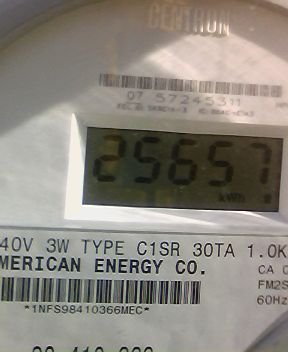 CENTRON
07 57245311
25657
kWh
40V 3W TYPE C1SR 30TA 1.0K
MERICAN ENERGY CO.
CA 0
FM2S
60Hz
*1NFS98410366MEC*